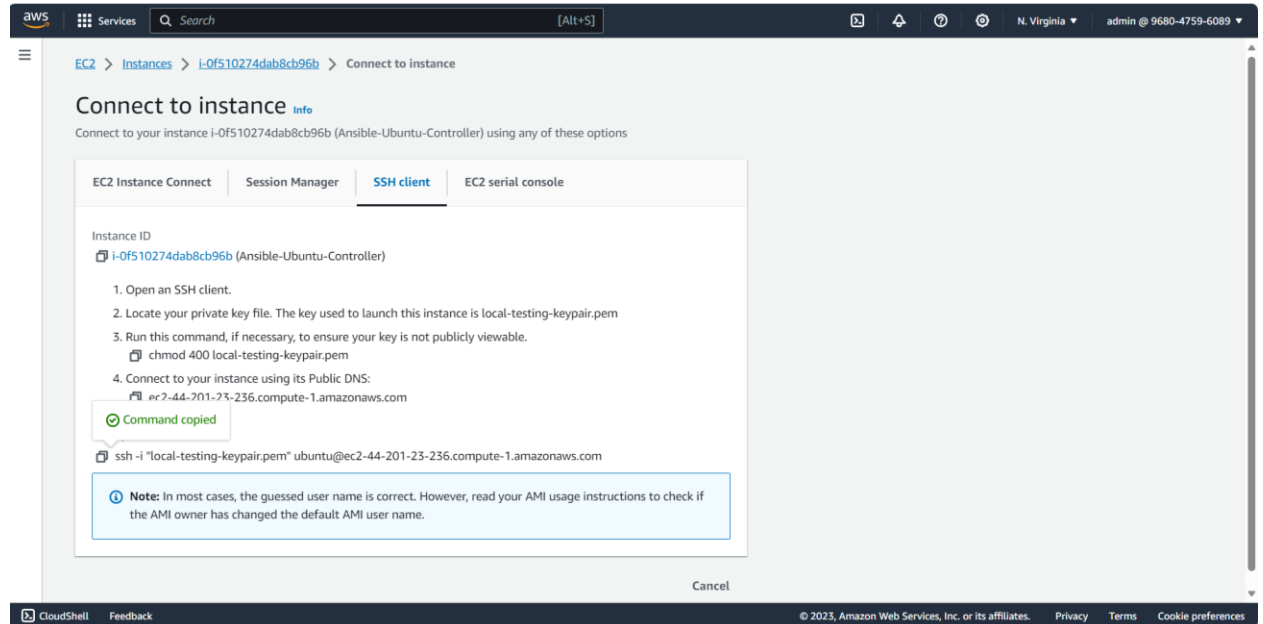 aws
Services
Search [Alt+S]
N. Virginia ▼
admin @ 9680-4759-6089 ▼
EC2 > Instances > i-0f510274dab8cb96b > Connect to instance
Connect to instance Info
Connect to your instance i-0f510274dab8cb96b (Ansible-Ubuntu-Controller) using any of these options
EC2 Instance Connect
Session Manager
SSH client
EC2 serial console
Instance ID
i-0f510274dab8cb96b (Ansible-Ubuntu-Controller)
1. Open an SSH client.
2. Locate your private key file. The key used to launch this instance is local-testing-keypair.pem
3. Run this command, if necessary, to ensure your key is not publicly viewable.
chmod 400 local-testing-keypair.pem
4. Connect to your instance using its Public DNS:
ec2-44-201-23-236.compute-1.amazonaws.com
Command copied
ssh -i "local-testing-keypair.pem" ubuntu@ec2-44-201-23-236.compute-1.amazonaws.com
Note: In most cases, the guessed user name is correct. However, read your AMI usage instructions to check if
the AMI owner has changed the default AMI user name.
Cancel
CloudShell
Feedback
© 2023, Amazon Web Services, Inc. or its affiliates.
Privacy
Terms
Cookie preferences